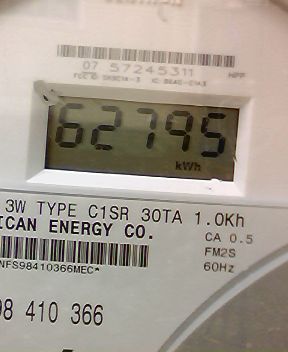 07 57245311
HPP
62795
kWh
3W TYPE C1SR 30TA 1.0Kh
ICAN ENERGY CO.
CA 0.5
FM2S
60Hz
NFS98410366MEC*
98 410 366